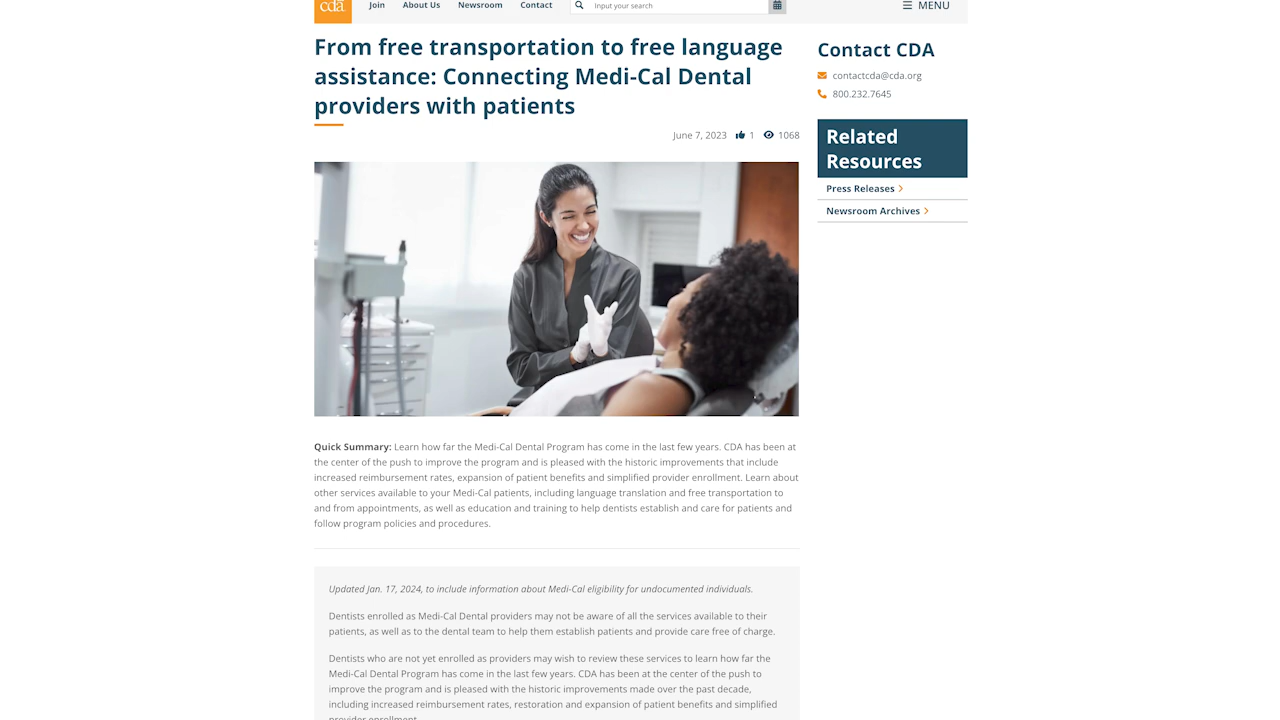 cda
Join
About Us
Newsroom
Contact
Input your search
MENU
From free transportation to free language
assistance: Connecting Medi-Cal Dental
providers with patients
June 7, 2023
1
1068
Quick Summary: Learn how far the Medi-Cal Dental Program has come in the last few years. CDA has been at
the center of the push to improve the program and is pleased with the historic improvements that include
increased reimbursement rates, expansion of patient benefits and simplified provider enrollment. Learn about
other services available to your Medi-Cal patients, including language translation and free transportation to
and from appointments, as well as education and training to help dentists establish and care for patients and
follow program policies and procedures.
Updated Jan. 17, 2024, to include information about Medi-Cal eligibility for undocumented individuals.
Dentists enrolled as Medi-Cal Dental providers may not be aware of all the services available to their
patients, as well as to the dental team to help them establish patients and provide care free of charge.
Dentists who are not yet enrolled as providers may wish to review these services to learn how far the
Medi-Cal Dental Program has come in the last few years. CDA has been at the center of the push to
improve the program and is pleased with the historic improvements made over the past decade,
including increased reimbursement rates, restoration and expansion of patient benefits and simplified
provider enrollment.
Contact CDA
contactcda@cda.org
800.232.7645
Related
Resources
Press Releases
Newsroom Archives